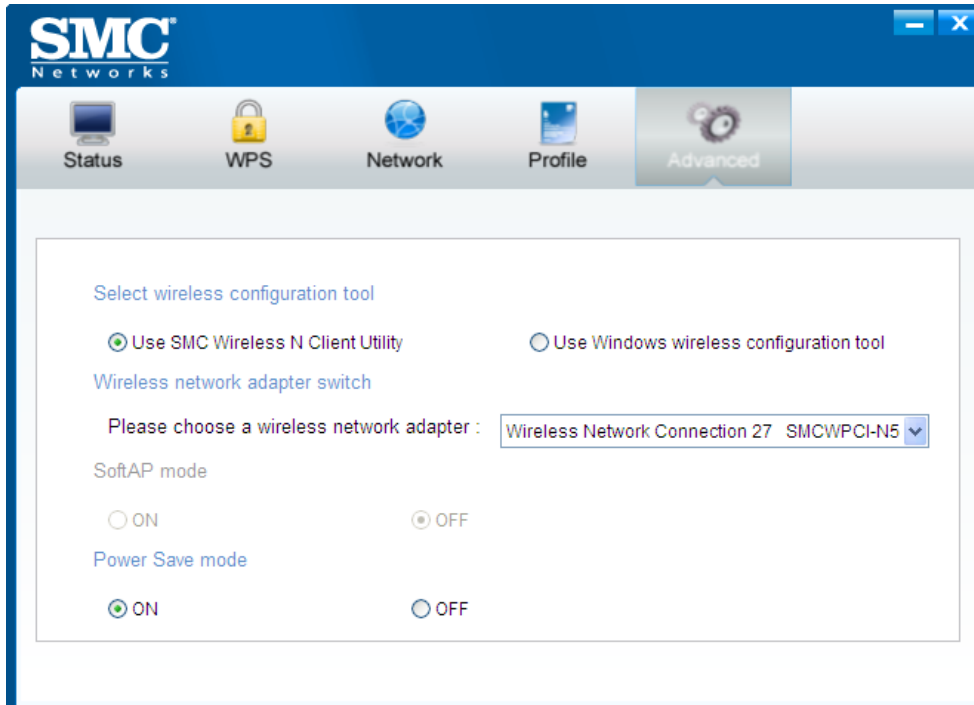 SMC®
Networks
Status WPS Network Profile Advanced
Select wireless configuration tool
Use SMC Wireless N Client Utility Use Windows wireless configuration tool
Wireless network adapter switch
Please choose a wireless network adapter : Wireless Network Connection 27 SMCWPCI-N5
SoftAP mode
ON OFF
Power Save mode
ON OFF